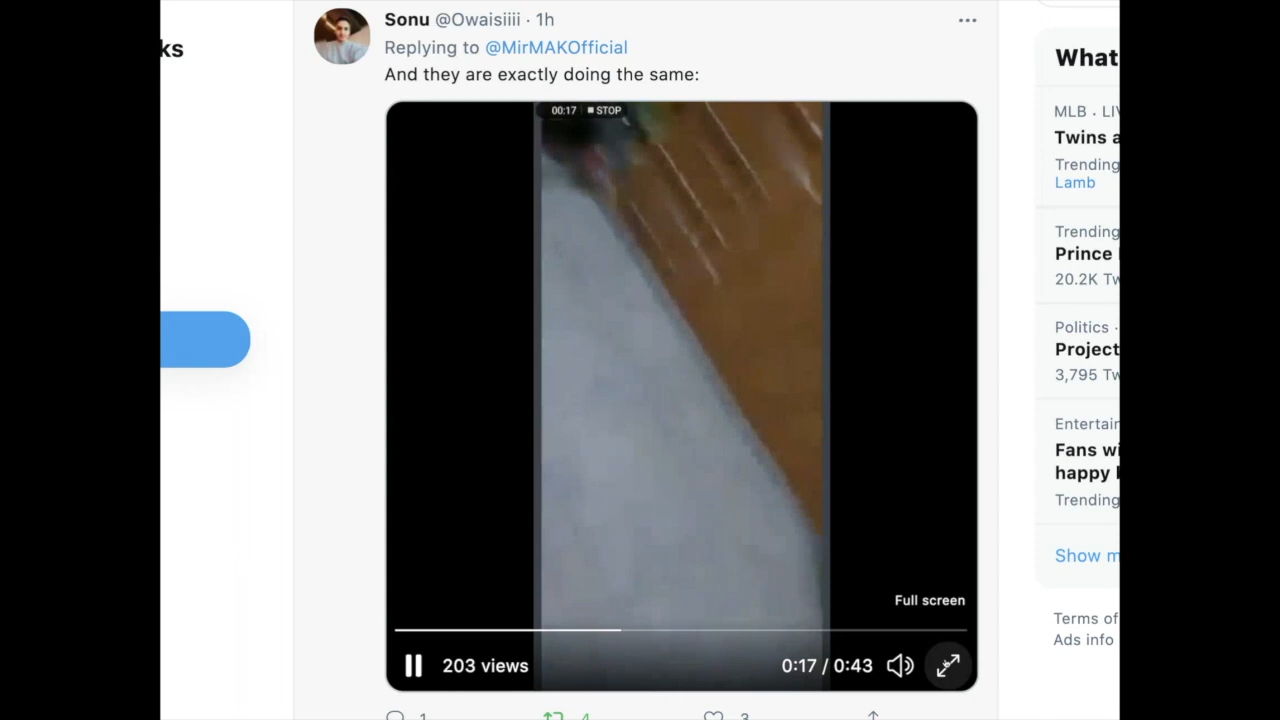 ks
Sonu @Owaisiiii · 1h
Replying to @MirMAKOfficial
And they are exactly doing the same:
00:17 STOP
Full screen
203 views
0:17 / 0:43
1
4
3
What
MLB · LIV
Twins a
Trending
Lamb
Trending
Prince
20.2K Tw
Politics ·
Project
3,795 Tw
Entertain
Fans wi
happy
Trending
Show m
Terms of
Ads info